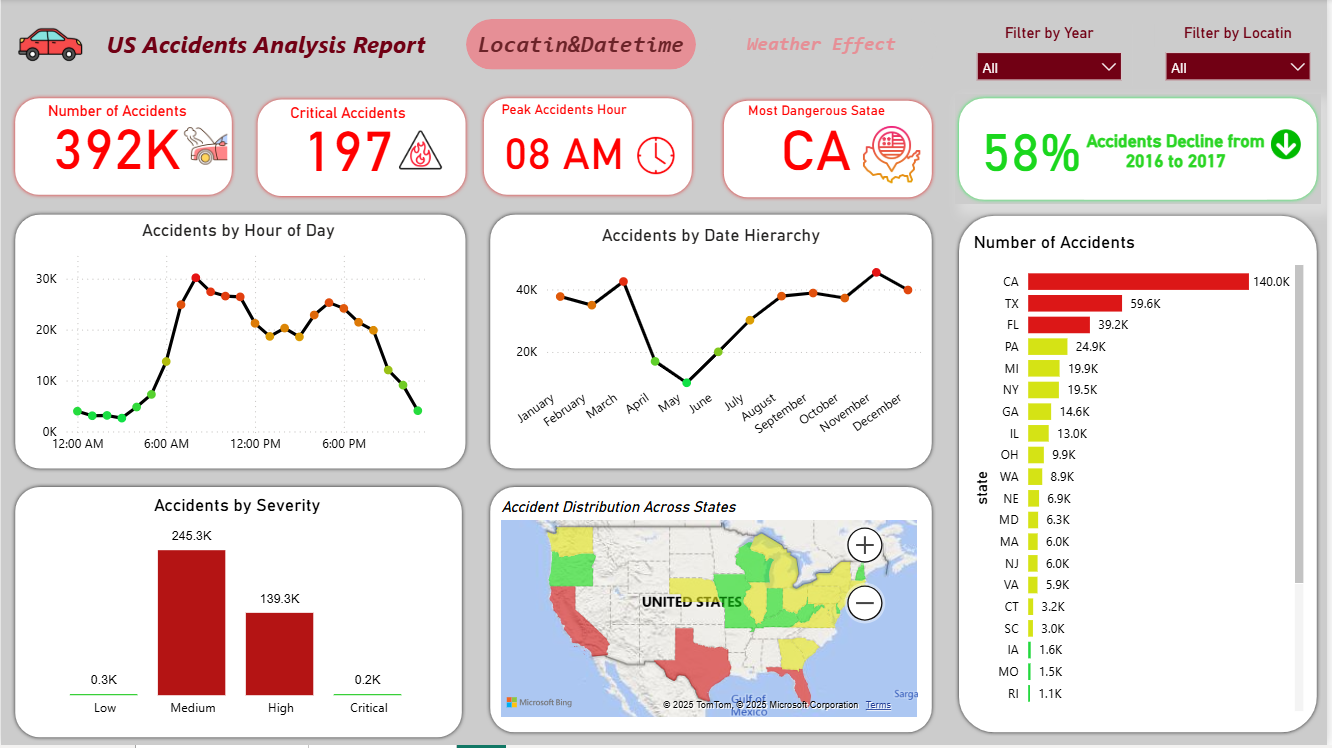 US Accidents Analysis Report
Locatin&Datetime
Weather Effect
Filter by Year
All
Filter by Locatin
All
Number of Accidents
392K
Critical Accidents
197
Peak Accidents Hour
08 AM
Most Dangerous Satae
CA
58%
Accidents Decline from
2016 to 2017
Accidents by Hour of Day
30K
20K
10K
0K
12:00 AM
6:00 AM
12:00 PM
6:00 PM
Accidents by Date Hierarchy
40K
20K
January
February
March
April
May
June
July
August
September
October
November
December
Number of Accidents
state
CA 140.0K
TX 59.6K
FL 39.2K
PA 24.9K
MI 19.9K
NY 19.5K
GA 14.6K
IL 13.0K
OH 9.9K
WA 8.9K
NE 6.9K
MD 6.3K
MA 6.0K
NJ 6.0K
VA 5.9K
CT 3.2K
SC 3.0K
IA 1.6K
MO 1.5K
RI 1.1K
Accidents by Severity
245.3K
139.3K
0.3K
0.2K
Low
Medium
High
Critical
Accident Distribution Across States
UNITED STATES
Gulf of
Mexico
Sarga
Microsoft Bing
© 2025 TomTom, © 2025 Microsoft Corporation Terms